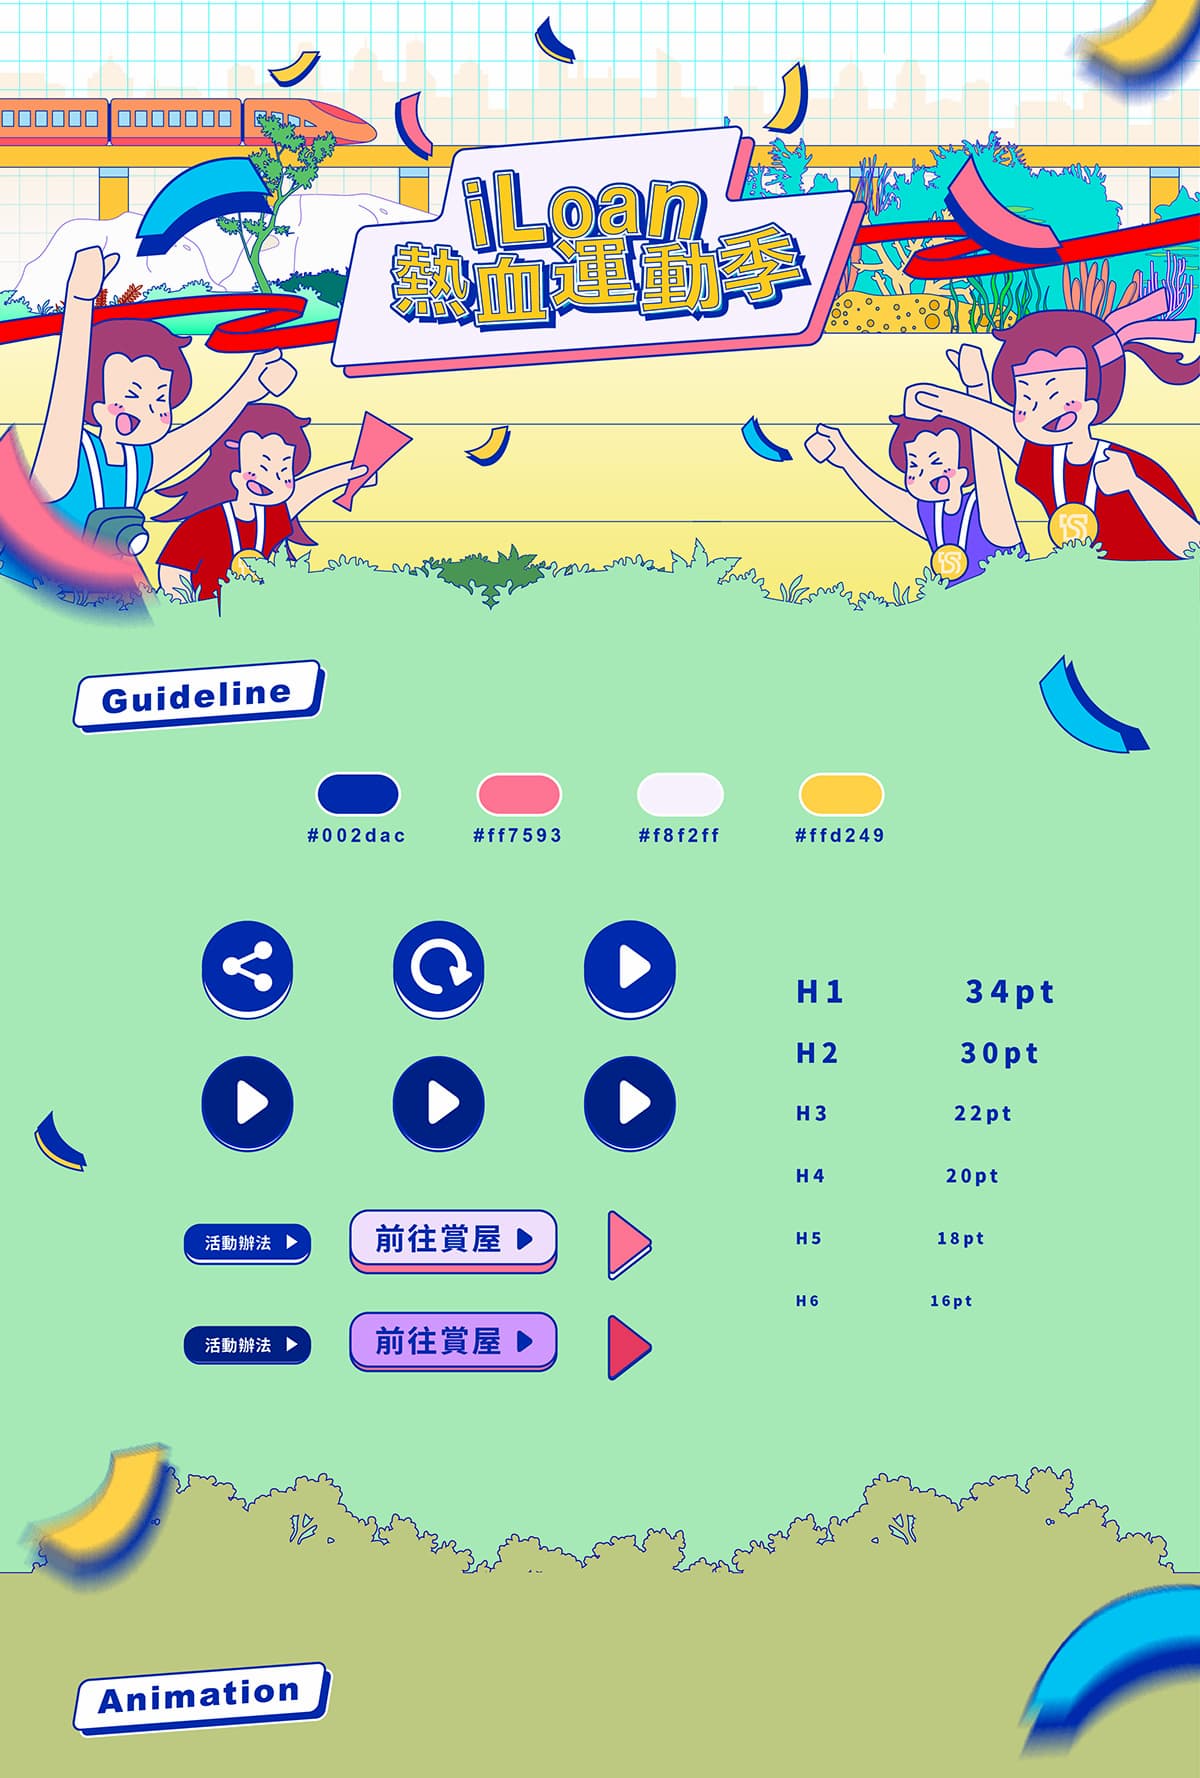 iLoan
熱血運動季
Guideline
#002dac #ff7593 #f8f2ff #ffd249
H1 34pt
H2 30pt
H3 22pt
H4 20pt
H5 18pt
H6 16pt
活動辦法 前往賞屋
活動辦法 前往賞屋
Animation